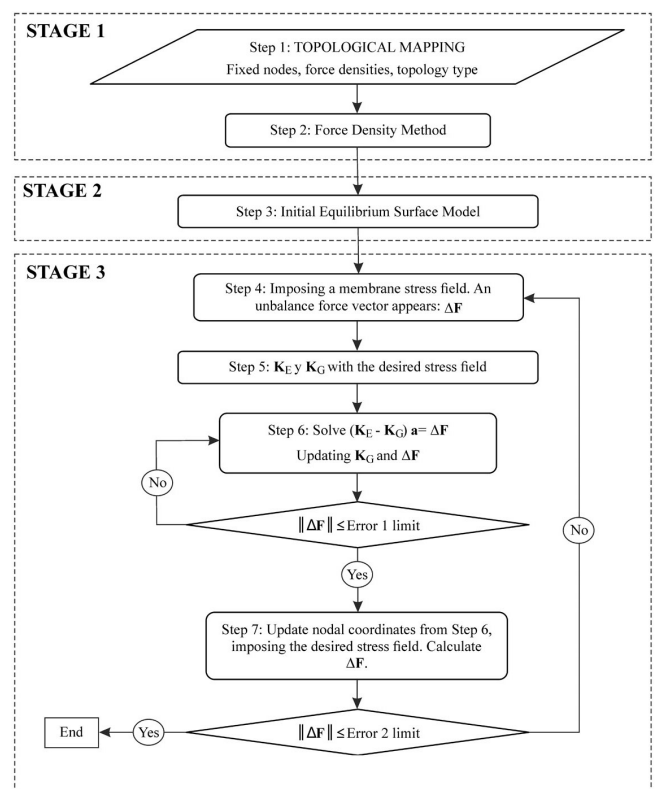 STAGE 1
Step 1: TOPOLOGICAL MAPPING
Fixed nodes, force densities, topology type
Step 2: Force Density Method
STAGE 2
Step 3: Initial Equilibrium Surface Model
STAGE 3
Step 4: Imposing a membrane stress field. An
unbalance force vector appears: ΔF
Step 5: K_E y K_G with the desired stress field
Step 6: Solve (K_E - K_G) a= ΔF
Updating K_G and ΔF
No
‖ΔF‖ ≤ Error 1 limit
No
Yes
Step 7: Update nodal coordinates from Step 6,
imposing the desired stress field. Calculate
ΔF.
End
Yes
‖ΔF‖ ≤ Error 2 limit